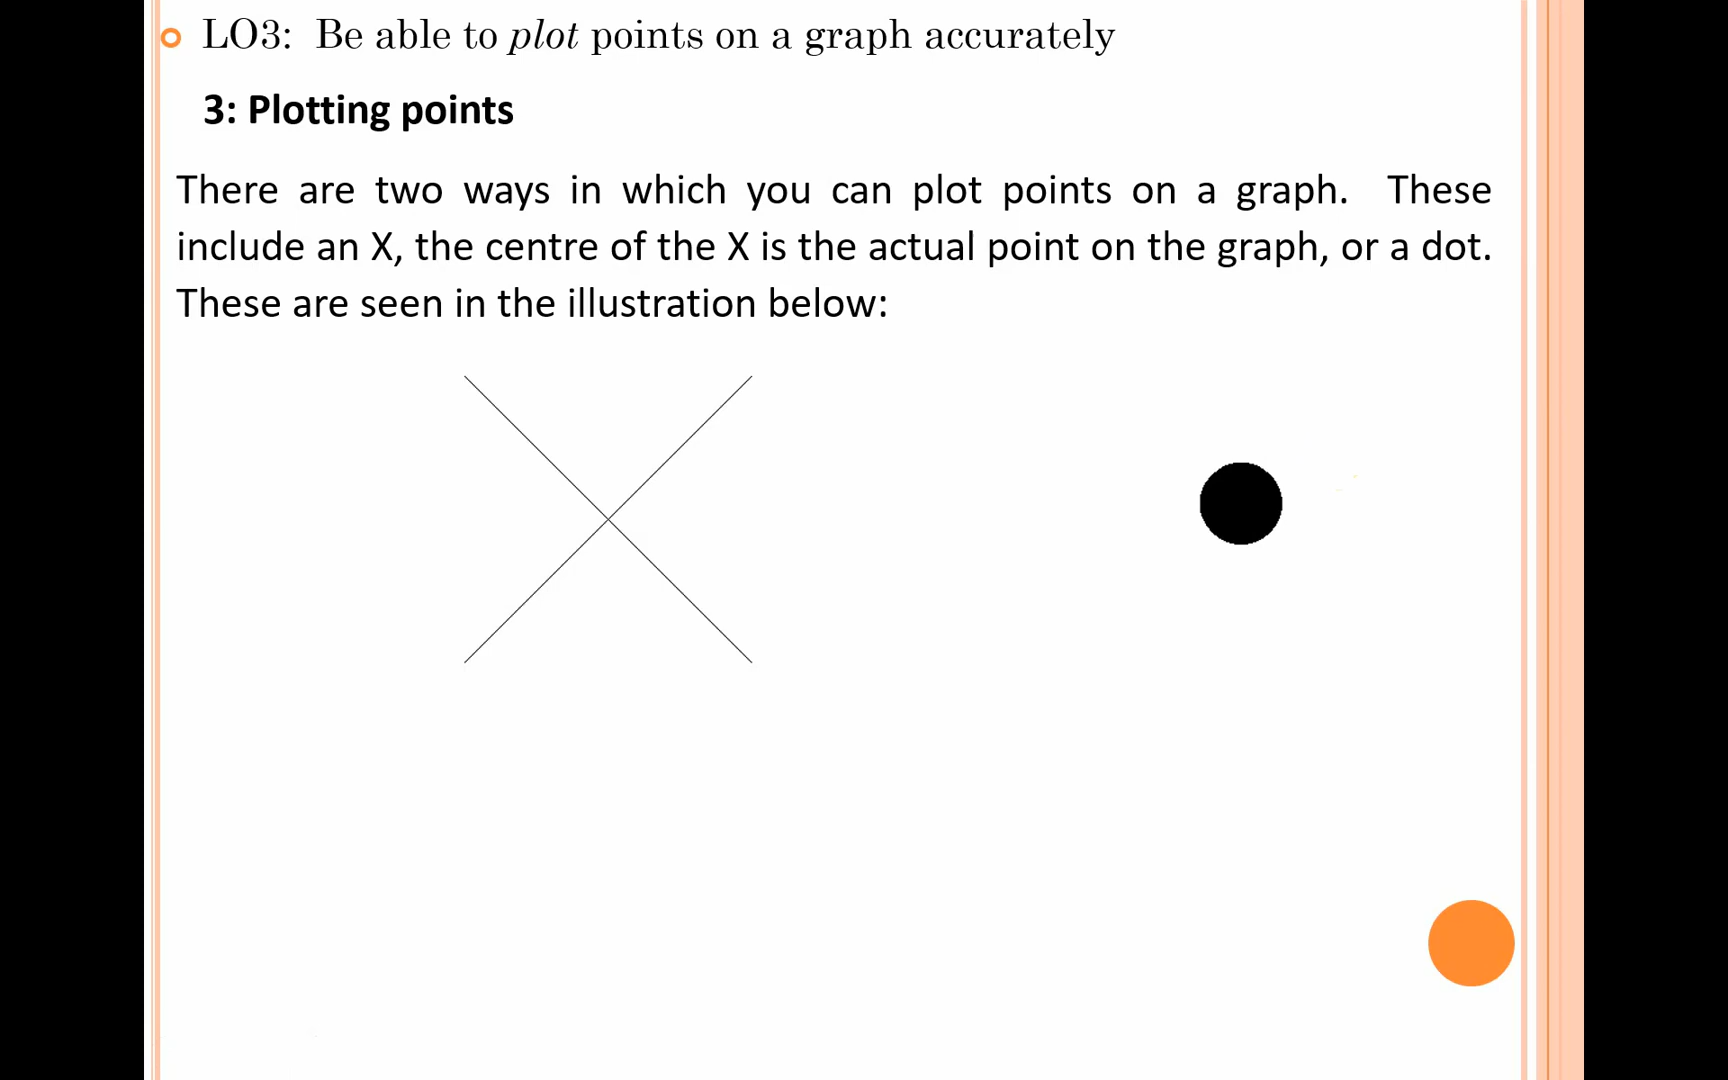 LO3: Be able to plot points on a graph accurately
3: Plotting points
There are two ways in which you can plot points on a graph. These
include an X, the centre of the X is the actual point on the graph, or a dot.
These are seen in the illustration below: